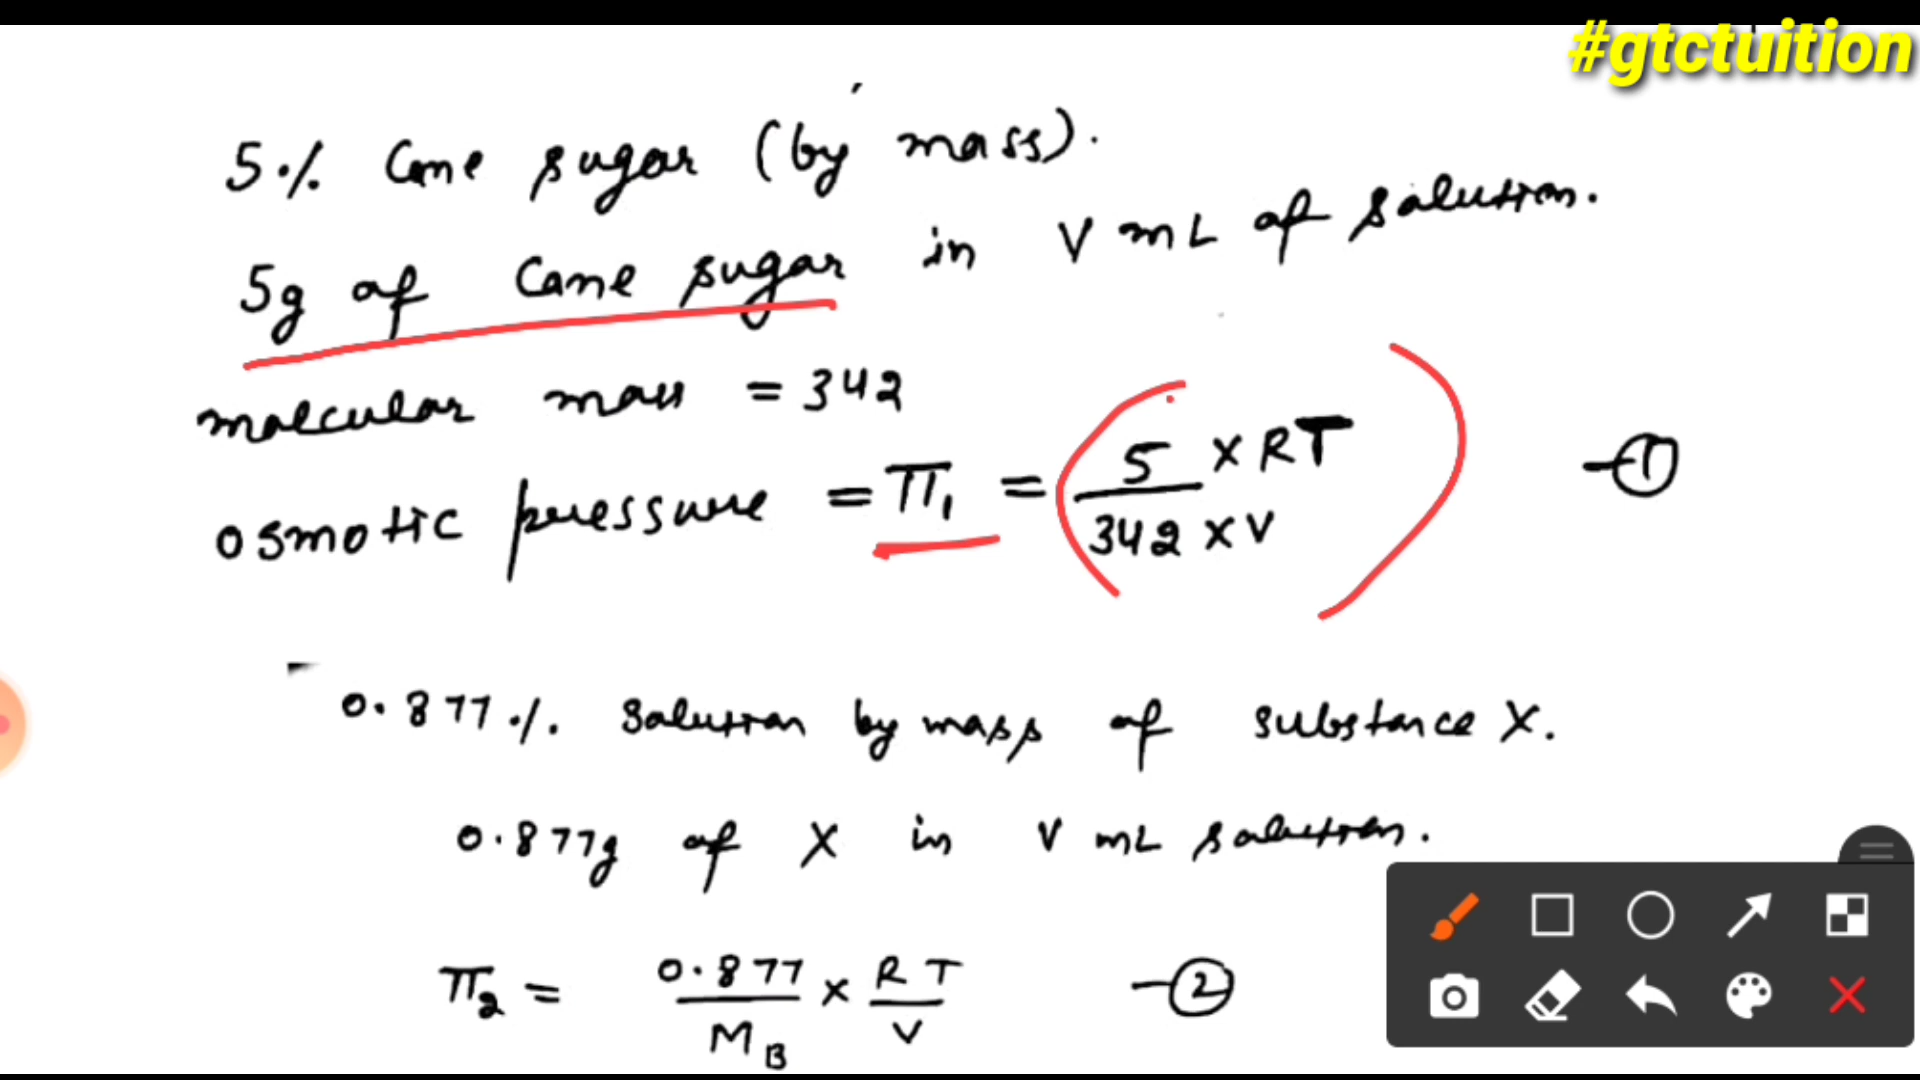 #gtctuition
5% Cane sugar (by mass).
5g of Cane sugar in V mL of solution.
molecular mass = 342
osmotic pressure = π₁ = 5/(342 × V) × RT —①
0.877% solution by mass of substance X.
0.877g of X in V mL solution.
π₂ = 0.877/M_B × RT/V —②